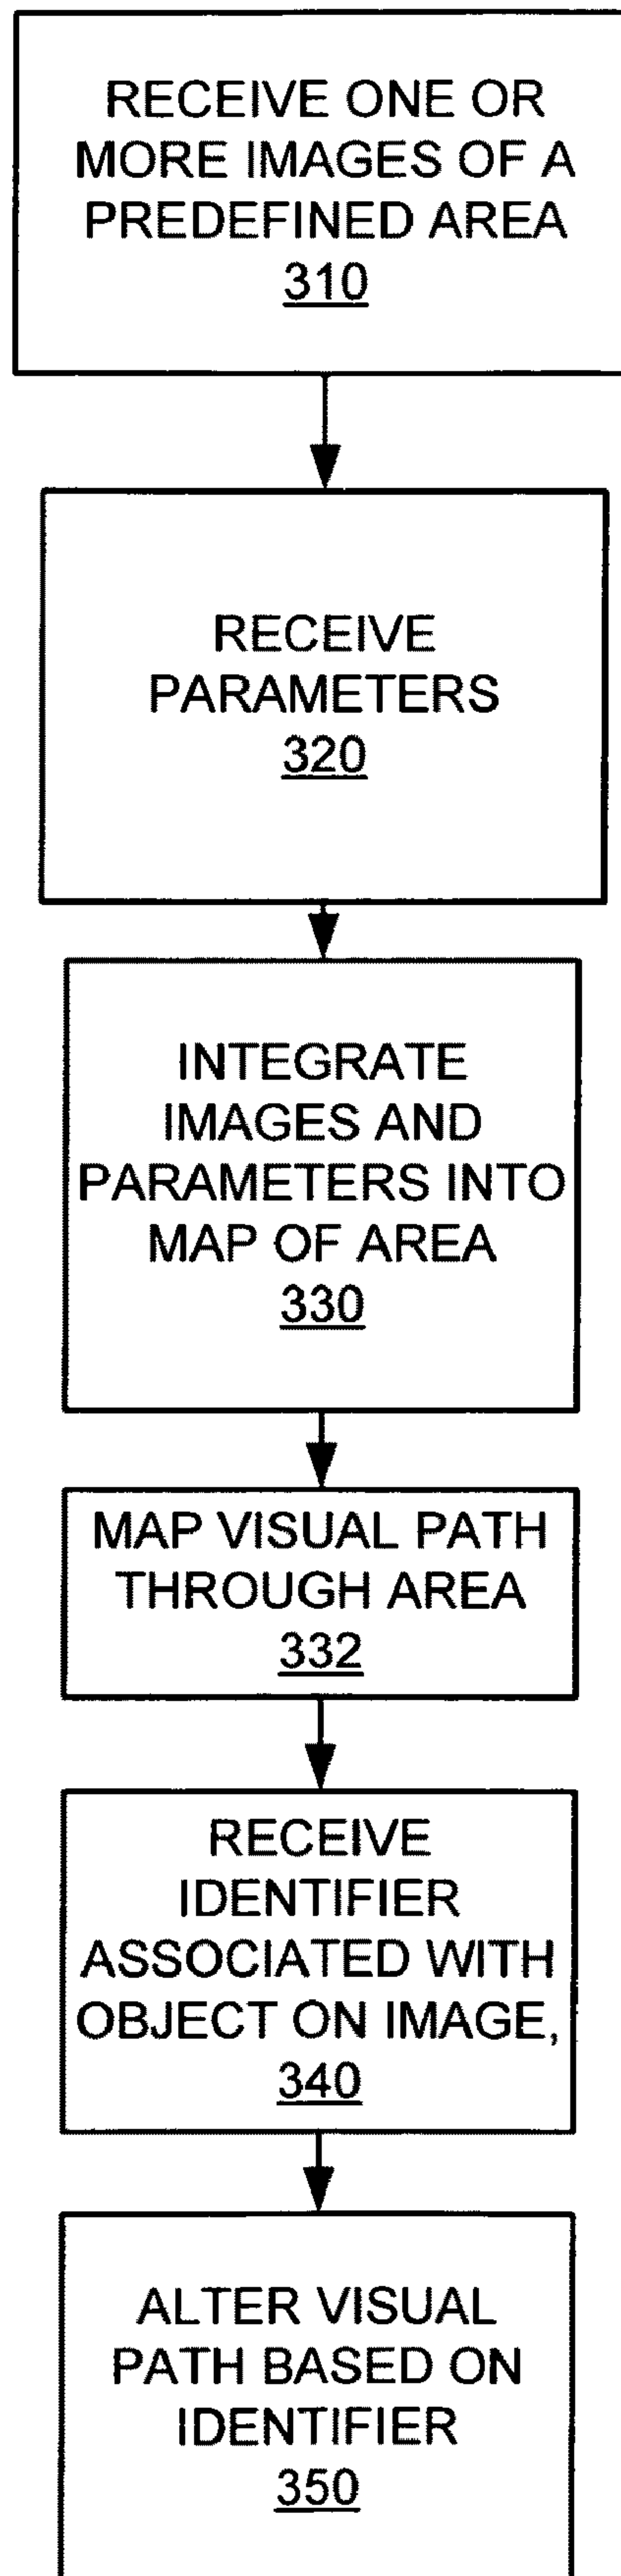 RECEIVE ONE OR
MORE IMAGES OF A
PREDEFINED AREA
310
RECEIVE
PARAMETERS
320
INTEGRATE
IMAGES AND
PARAMETERS INTO
MAP OF AREA
330
MAP VISUAL PATH
THROUGH AREA
332
RECEIVE
IDENTIFIER
ASSOCIATED WITH
OBJECT ON IMAGE,
340
ALTER VISUAL
PATH BASED ON
IDENTIFIER
350